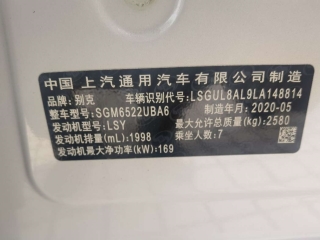 中国 上汽通用汽车有限公司制造
品牌:别克 车辆识别代号:LSGUL8AL9LA148814
整车型号:SGM6522UBA6 制造年月:2020-05
发动机型号:LSY 最大允许总质量(kg):2580
发动机排量(mL):1998 乘坐人数:7
发动机最大净功率(kW):169